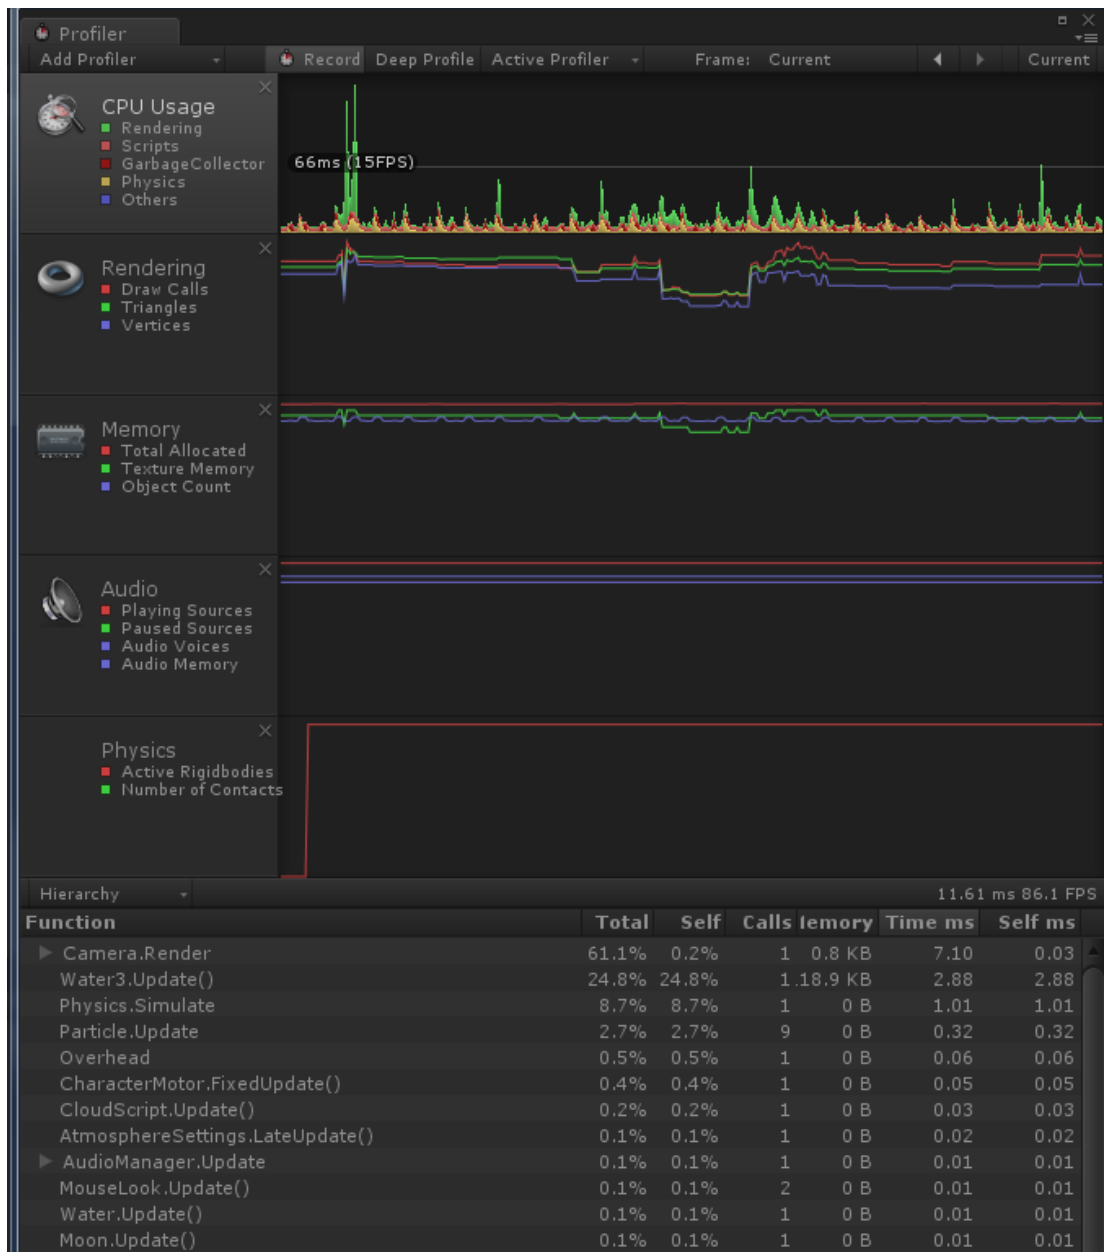 Profiler
Add Profiler Record Deep Profile Active Profiler Frame: Current Current
CPU Usage
Rendering
Scripts
GarbageCollector
Physics
Others
66ms (15FPS)
Rendering
Draw Calls
Triangles
Vertices
Memory
Total Allocated
Texture Memory
Object Count
Audio
Playing Sources
Paused Sources
Audio Voices
Audio Memory
Physics
Active Rigidbodies
Number of Contacts
Hierarchy 11.61 ms 86.1 FPS
Function Total Self Calls lemory Time ms Self ms
Camera.Render 61.1% 0.2% 1 0.8 KB 7.10 0.03
Water3.Update() 24.8% 24.8% 1 .18.9 KB 2.88 2.88
Physics.Simulate 8.7% 8.7% 1 0 B 1.01 1.01
Particle.Update 2.7% 2.7% 9 0 B 0.32 0.32
Overhead 0.5% 0.5% 1 0 B 0.06 0.06
CharacterMotor.FixedUpdate() 0.4% 0.4% 1 0 B 0.05 0.05
CloudScript.Update() 0.2% 0.2% 1 0 B 0.03 0.03
AtmosphereSettings.LateUpdate() 0.1% 0.1% 1 0 B 0.02 0.02
AudioManager.Update 0.1% 0.1% 1 0 B 0.01 0.01
MouseLook.Update() 0.1% 0.1% 2 0 B 0.01 0.01
Water.Update() 0.1% 0.1% 1 0 B 0.01 0.01
Moon.Update() 0.1% 0.1% 1 0 B 0.01 0.01